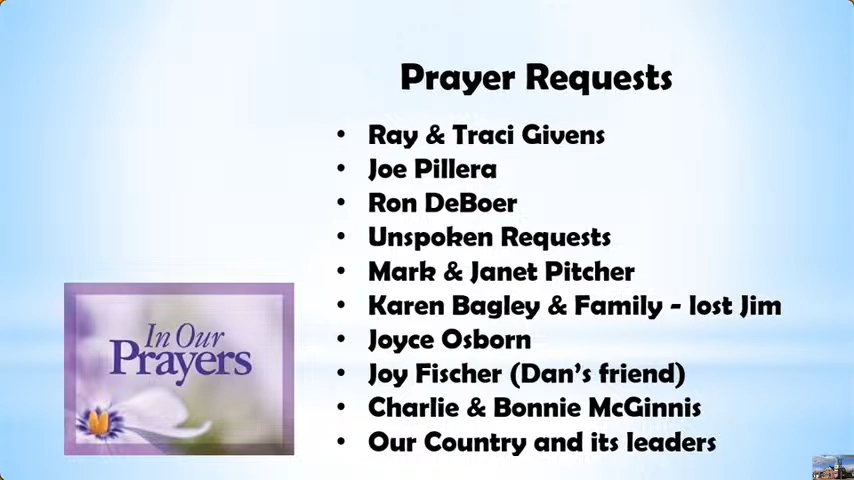 Prayer Requests
• Ray & Traci Givens
• Joe Pillera
• Ron DeBoer
• Unspoken Requests
• Mark & Janet Pitcher
• Karen Bagley & Family - lost Jim
• Joyce Osborn
• Joy Fischer (Dan's friend)
• Charlie & Bonnie McGinnis
• Our Country and its leaders
In Our
Prayers